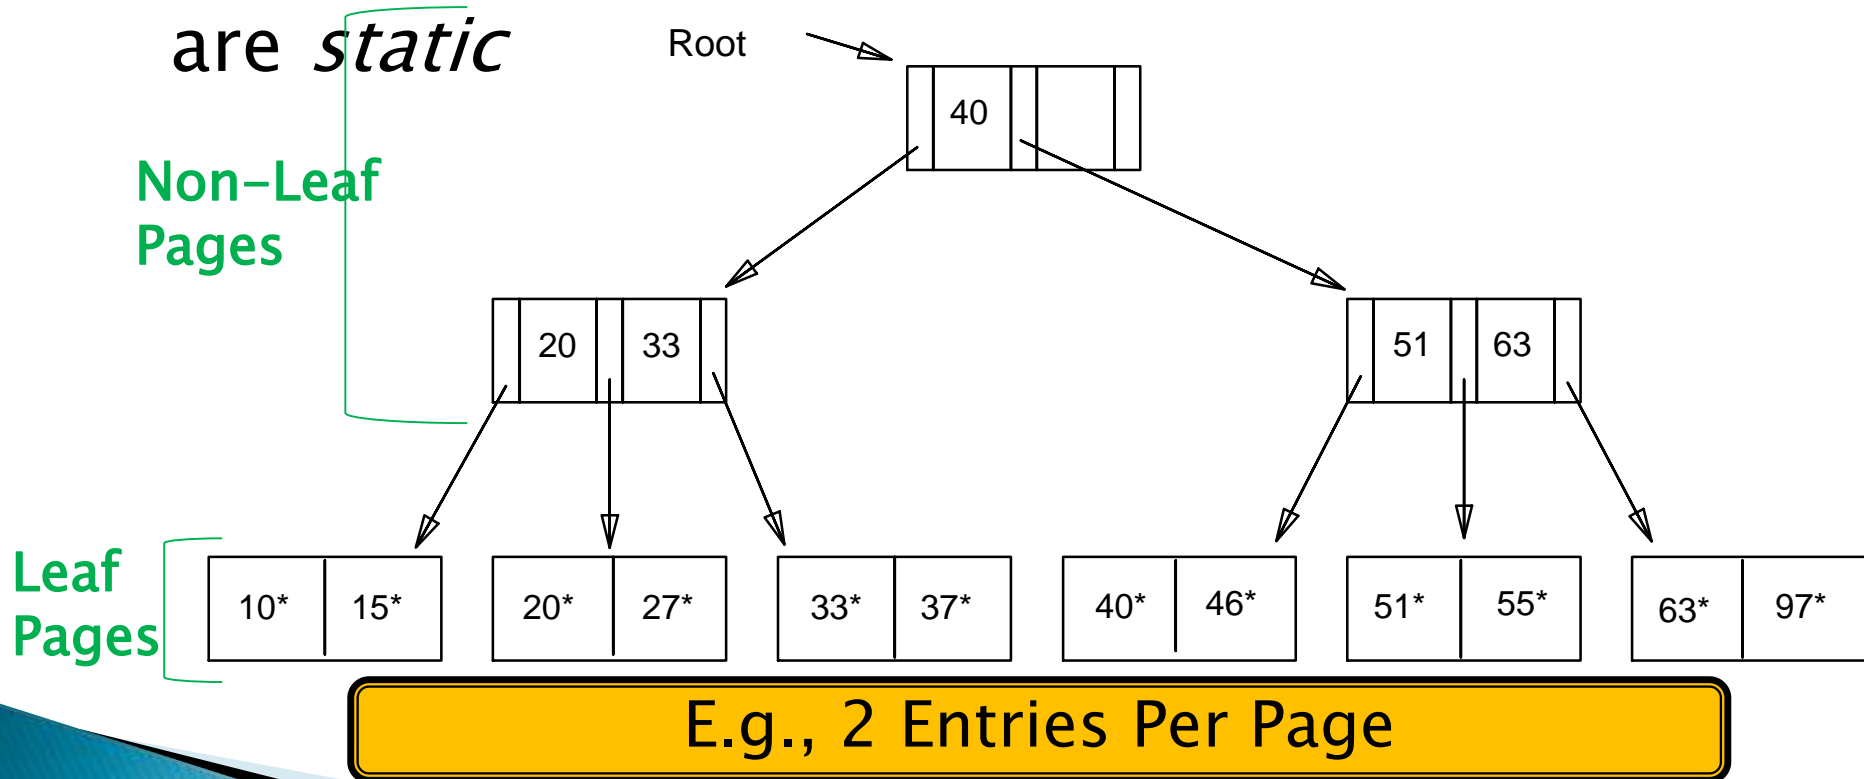 are static
Root
40
Non-Leaf
Pages
20 33
51 63
Leaf
Pages
10* 15* 20* 27* 33* 37* 40* 46* 51* 55* 63* 97*
E.g., 2 Entries Per Page